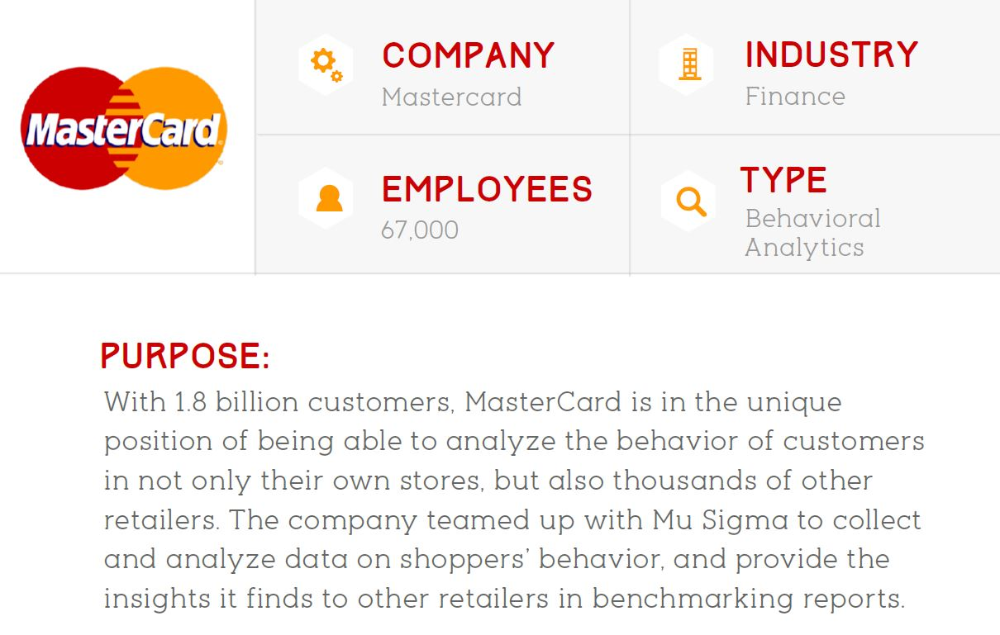 MasterCard
COMPANY
Mastercard
INDUSTRY
Finance
EMPLOYEES
67,000
TYPE
Behavioral
Analytics
PURPOSE:
With 1.8 billion customers, MasterCard is in the unique
position of being able to analyze the behavior of customers
in not only their own stores, but also thousands of other
retailers. The company teamed up with Mu Sigma to collect
and analyze data on shoppers' behavior, and provide the
insights it finds to other retailers in benchmarking reports.